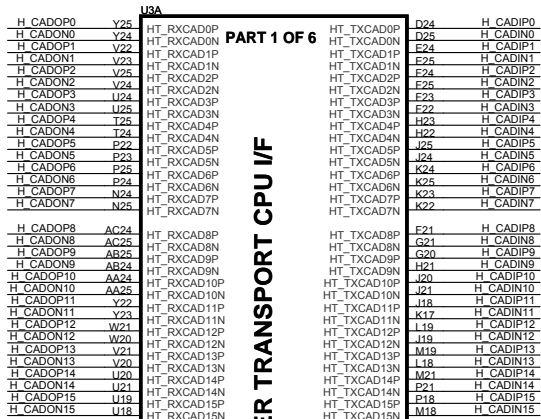 U3A
PART 1 OF 6
H_CADOP0 Y25 HT_RXCAD0P HT_TXCAD0P D24 H_CADIP0
H_CADON0 Y24 HT_RXCAD0N HT_TXCAD0N D25 H_CADIN0
H_CADOP1 V22 HT_RXCAD1P HT_TXCAD1P E24 H_CADIP1
H_CADON1 V23 HT_RXCAD1N HT_TXCAD1N E25 H_CADIN1
H_CADOP2 V25 HT_RXCAD2P HT_TXCAD2P F24 H_CADIP2
H_CADON2 V24 HT_RXCAD2N HT_TXCAD2N F25 H_CADIN2
H_CADOP3 U24 HT_RXCAD3P HT_TXCAD3P F23 H_CADIP3
H_CADON3 U25 HT_RXCAD3N HT_TXCAD3N F22 H_CADIN3
H_CADOP4 T25 HT_RXCAD4P HT_TXCAD4P H23 H_CADIP4
H_CADON4 T24 HT_RXCAD4N HT_TXCAD4N H22 H_CADIN4
H_CADOP5 P22 HT_RXCAD5P HT_TXCAD5P J25 H_CADIP5
H_CADON5 P23 HT_RXCAD5N HT_TXCAD5N J24 H_CADIN5
H_CADOP6 P25 HT_RXCAD6P HT_TXCAD6P K24 H_CADIP6
H_CADON6 P24 HT_RXCAD6N HT_TXCAD6N K25 H_CADIN6
H_CADOP7 N24 HT_RXCAD7P HT_TXCAD7P K23 H_CADIP7
H_CADON7 N25 HT_RXCAD7N HT_TXCAD7N K22 H_CADIN7
H_CADOP8 AC24 HT_RXCAD8P HT_TXCAD8P F21 H_CADIP8
H_CADON8 AC25 HT_RXCAD8N HT_TXCAD8N G21 H_CADIN8
H_CADOP9 AB25 HT_RXCAD9P HT_TXCAD9P G20 H_CADIP9
H_CADON9 AB24 HT_RXCAD9N HT_TXCAD9N H21 H_CADIN9
H_CADOP10 AA24 HT_RXCAD10P HT_TXCAD10P J20 H_CADIP10
H_CADON10 AA25 HT_RXCAD10N HT_TXCAD10N J21 H_CADIN10
H_CADOP11 Y22 HT_RXCAD11P HT_TXCAD11P J18 H_CADIP11
H_CADON11 Y23 HT_RXCAD11N HT_TXCAD11N K17 H_CADIN11
H_CADOP12 W21 HT_RXCAD12P HT_TXCAD12P L19 H_CADIP12
H_CADON12 W20 HT_RXCAD12N HT_TXCAD12N J19 H_CADIN12
H_CADOP13 V21 HT_RXCAD13P HT_TXCAD13P M19 H_CADIP13
H_CADON13 V20 HT_RXCAD13N HT_TXCAD13N L18 H_CADIN13
H_CADOP14 U20 HT_RXCAD14P HT_TXCAD14P M21 H_CADIP14
H_CADON14 U21 HT_RXCAD14N HT_TXCAD14N P21 H_CADIN14
H_CADOP15 U19 HT_RXCAD15P HT_TXCAD15P P18 H_CADIP15
H_CADON15 U18 HT_RXCAD15N HT_TXCAD15N M18 H_CADIN15
ER TRANSPORT CPU I/F